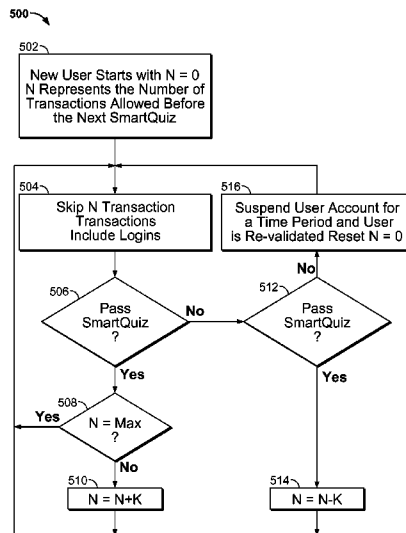 500
502
New User Starts with N = 0
N Represents the Number of
Transactions Allowed Before
the Next SmartQuiz
504
Skip N Transaction
Transactions
Include Logins
516
Suspend User Account for
a Time Period and User
is Re-validated Reset N = 0
506
Pass
SmartQuiz
?
No
512
Pass
SmartQuiz
?
No
Yes
Yes
508
N = Max
?
Yes
No
510
N = N+K
514
N = N-K